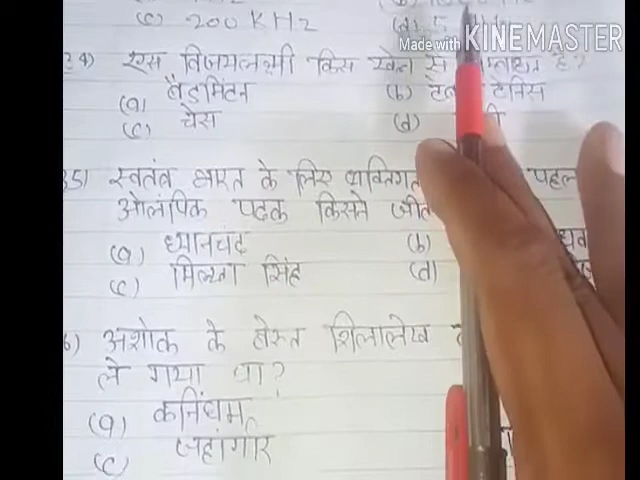 Made with KINEMASTER
(c) 200 KHz (d)
34) एस विजयलक्ष्मी किस खेल से है?
(a) बैडमिंटन (b) टेनिस
(c) चेस (d)
35) स्वतंत्र भारत के लिए व्यक्तिगत पहल
ओलंपिक पदक किसने जीत
(a) ध्यानचंद (b)
(c) मिल्खा सिंह (d)
6) अशोक के शिलालेख
ले गया था?
(a) कनिंघम
(c) जहांगीर